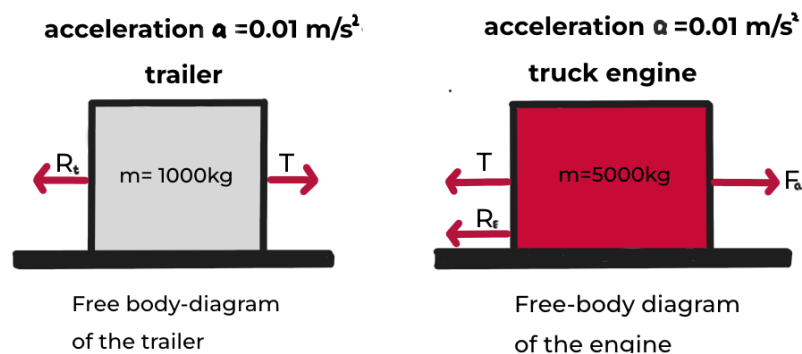 acceleration a =0.01 m/s²
trailer
Rₜ
m= 1000kg
T
Free body-diagram
of the trailer
acceleration a =0.01 m/s²
truck engine
T
R_E
m=5000kg
Fₐ
Free-body diagram
of the engine